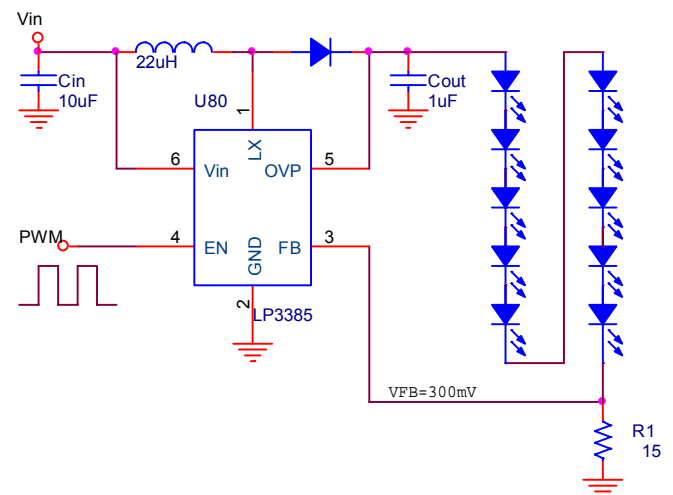 Vin
22uH
Cin
10uF
Cout
1uF
U80
1
LX
6
Vin
OVP
5
PWM
4
EN
GND
FB
3
2
LP3385
VFB=300mV
R1
15